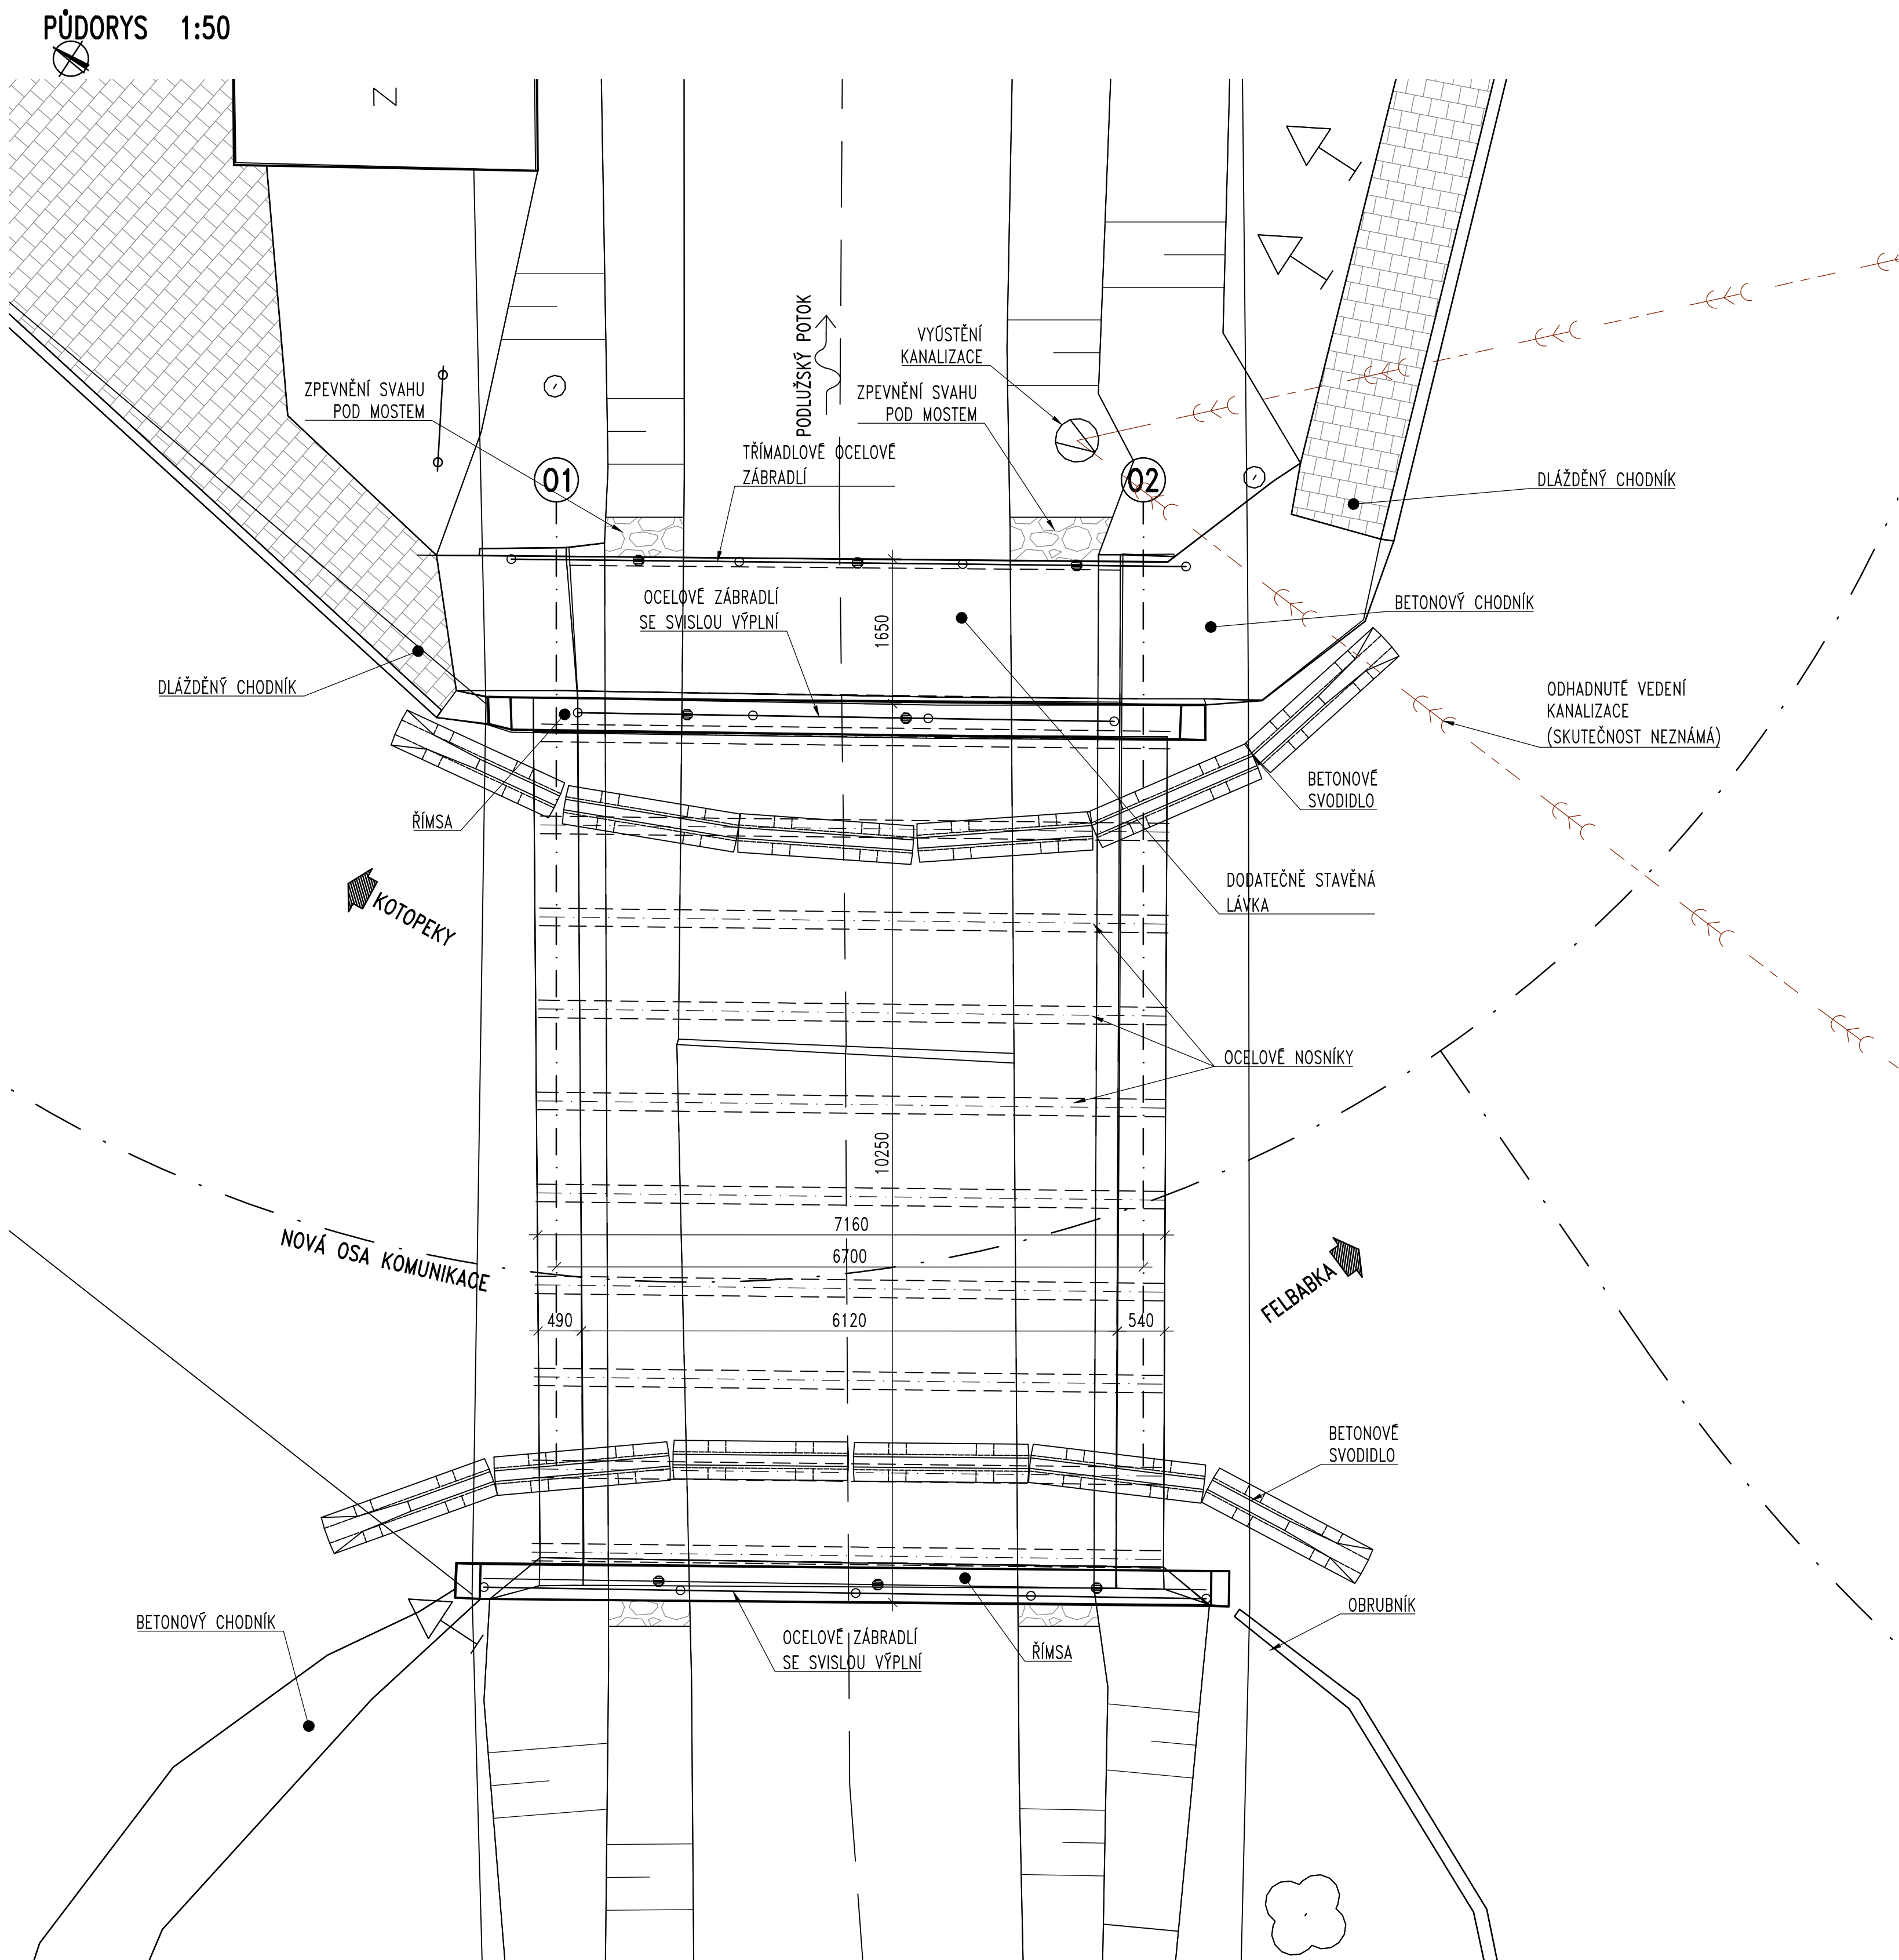 PŮDORYS 1:50
Z
PODLUŽSKÝ POTOK
VYÚSTĚNÍ
KANALIZACE
ZPEVNĚNÍ SVAHU
POD MOSTEM
ZPEVNĚNÍ SVAHU
POD MOSTEM
TŘÍMADLOVÉ OCELOVÉ
ZÁBRADLÍ
O1
O2
DLÁŽDĚNÝ CHODNÍK
OCELOVÉ ZÁBRADLÍ
SE SVISLOU VÝPLNÍ
1650
BETONOVÝ CHODNÍK
DLÁŽDĚNÝ CHODNÍK
ODHADNUTÉ VEDENÍ
KANALIZACE
(SKUTEČNOST NEZNÁMÁ)
BETONOVÉ
SVODIDLO
ŘÍMSA
DODATEČNĚ STAVĚNÁ
LÁVKA
KOTOPEKY
OCELOVÉ NOSNÍKY
10250
7160
6700
NOVÁ OSA KOMUNIKACE
FELBABKA
490
6120
540
BETONOVÉ
SVODIDLO
OBRUBNÍK
BETONOVÝ CHODNÍK
OCELOVÉ ZÁBRADLÍ
SE SVISLOU VÝPLNÍ
ŘÍMSA